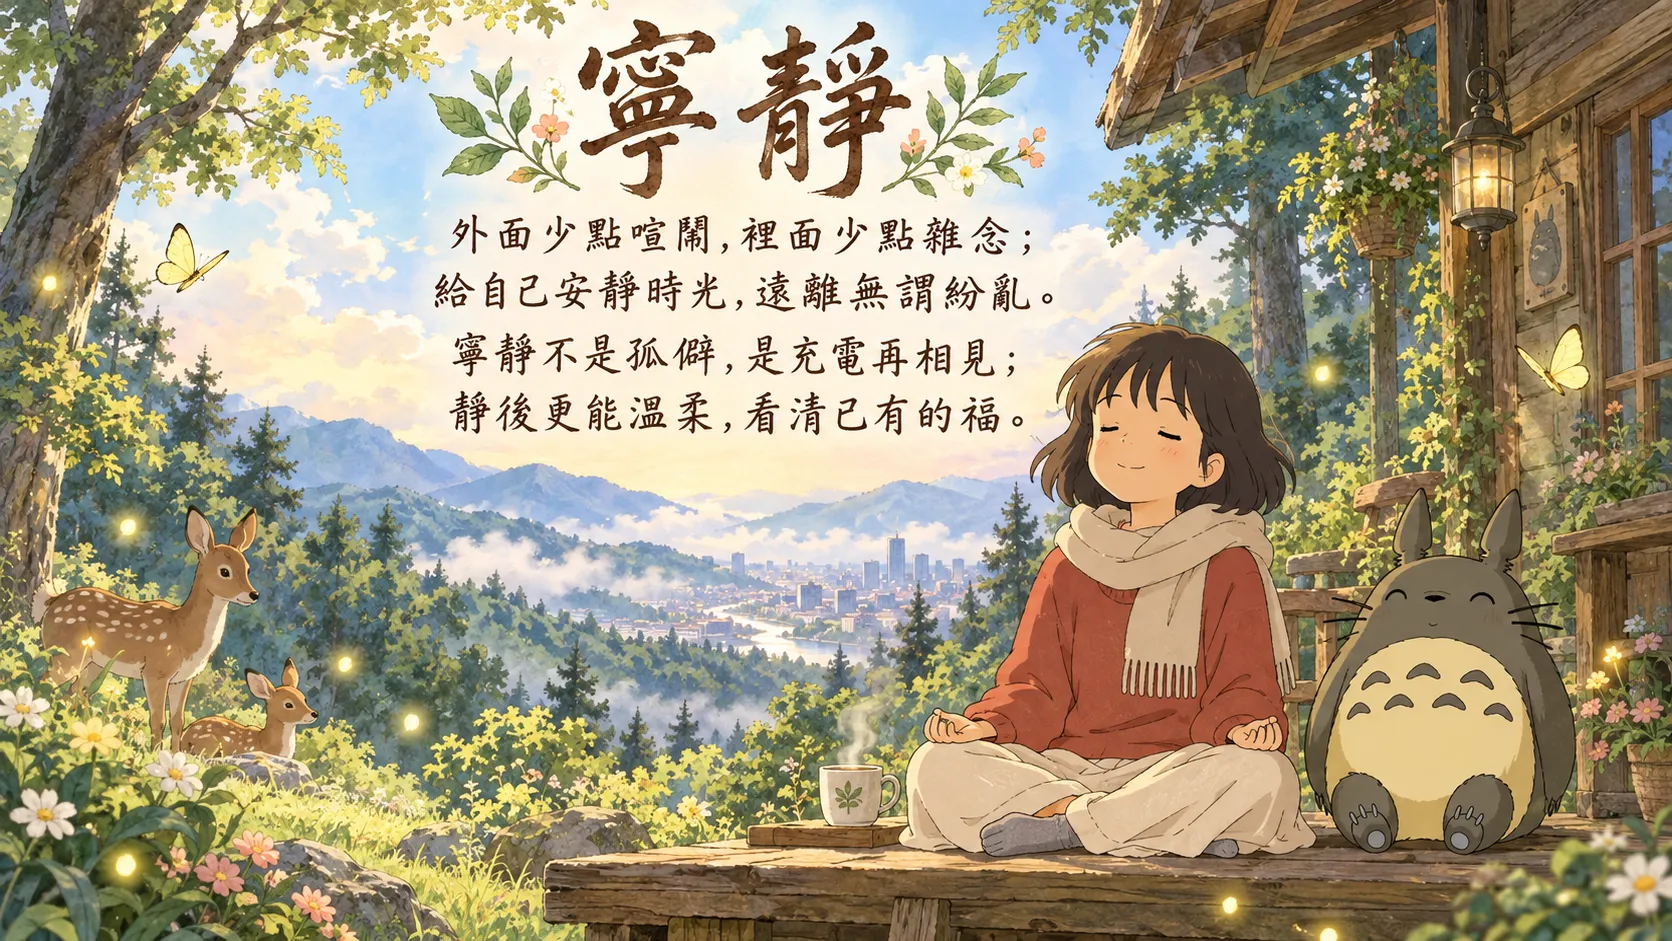 寧靜
外面少點喧鬧,裡面少點雜念;
給自己安靜時光,遠離無謂紛亂。
寧靜不是孤僻,是充電再相見;
靜後更能溫柔,看清已有的福。